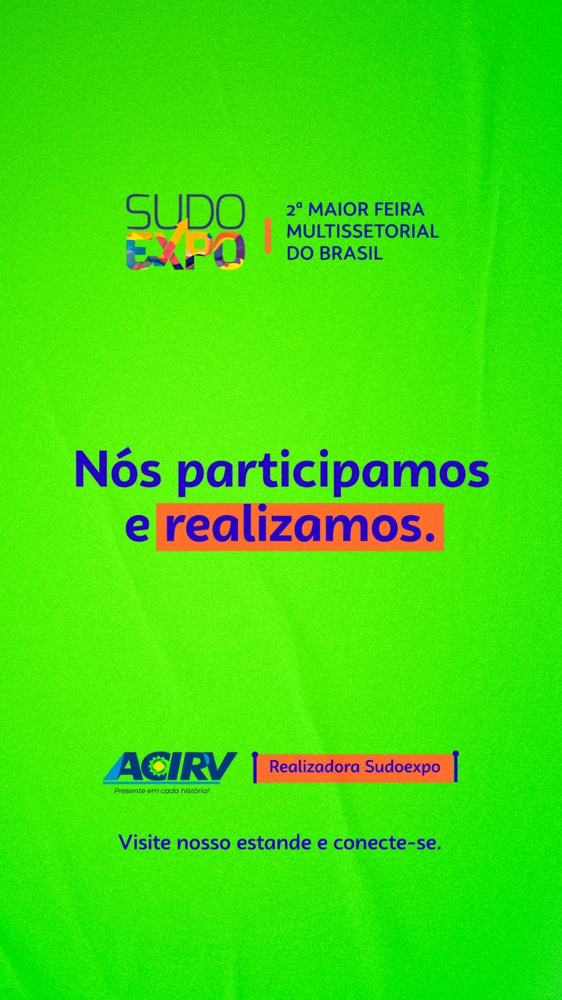 SUDO
EXPO
2ª MAIOR FEIRA
MULTISSETORIAL
DO BRASIL
Nós participamos
e realizamos.
ACIRV
Presente em cada história!
Realizadora Sudoexpo
Visite nosso estande e conecte-se.